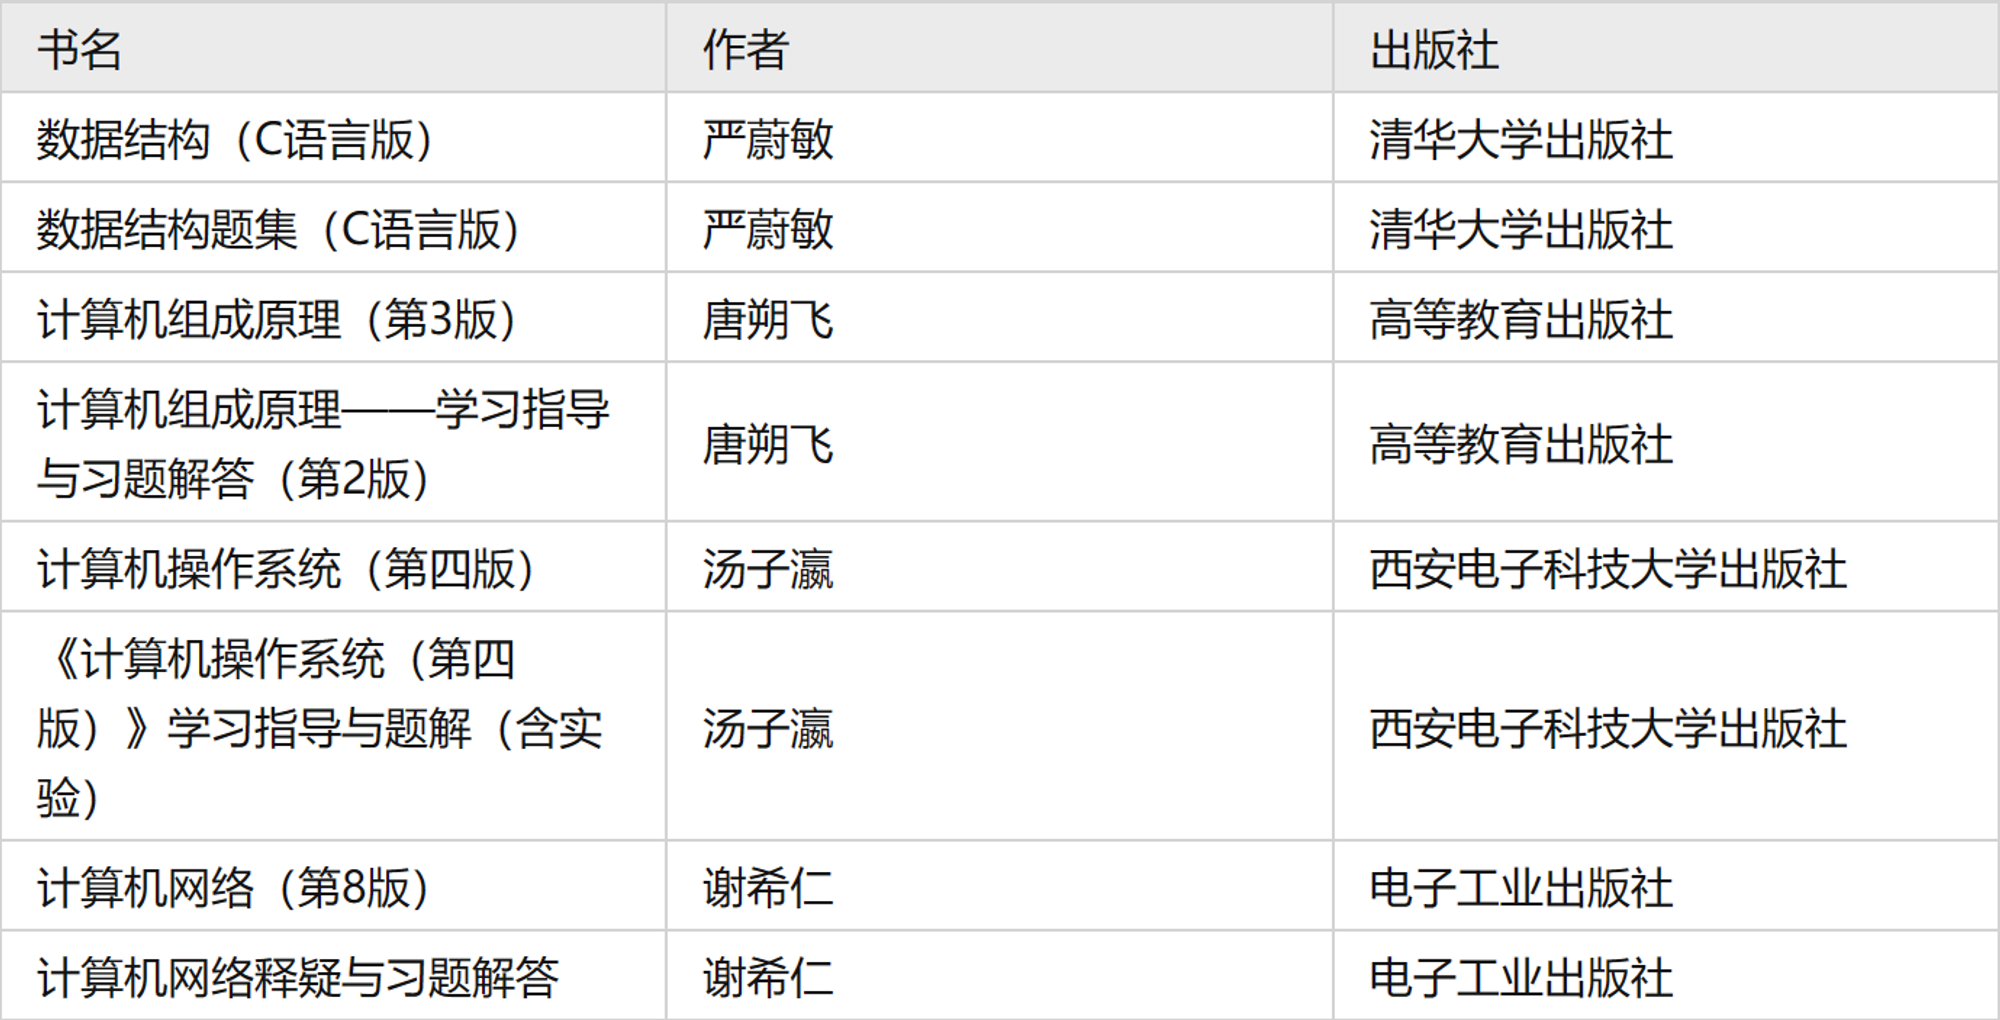 书名 作者 出版社
数据结构（C语言版） 严蔚敏 清华大学出版社
数据结构题集（C语言版） 严蔚敏 清华大学出版社
计算机组成原理（第3版） 唐朔飞 高等教育出版社
计算机组成原理——学习指导
与习题解答（第2版） 唐朔飞 高等教育出版社
计算机操作系统（第四版） 汤子瀛 西安电子科技大学出版社
《计算机操作系统（第四
版）》学习指导与题解（含实 汤子瀛 西安电子科技大学出版社
验）
计算机网络（第8版） 谢希仁 电子工业出版社
计算机网络释疑与习题解答 谢希仁 电子工业出版社